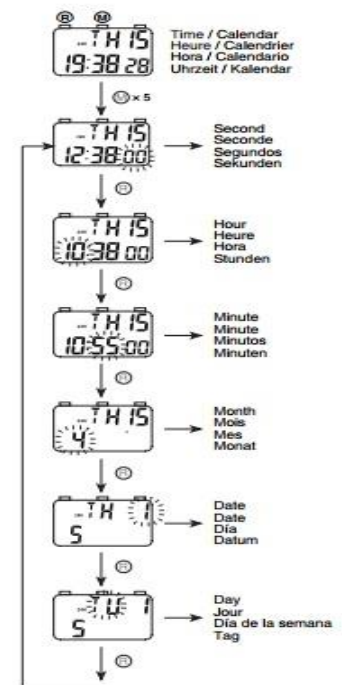 R M
TH 15
19:38 28
Time / Calendar
Heure / Calendrier
Hora / Calendario
Uhrzeit / Kalendar
M x 5
TH 15
12:38 00
Second
Seconde
Segundos
Sekunden
R
TH 15
10:38 00
Hour
Heure
Hora
Stunden
R
TH 15
10:55:00
Minute
Minute
Minutos
Minuten
R
TH 15
4
Month
Mois
Mes
Monat
R
TH 1
5
Date
Date
Día
Datum
R
TU 1
5
Day
Jour
Día de la semana
Tag
R